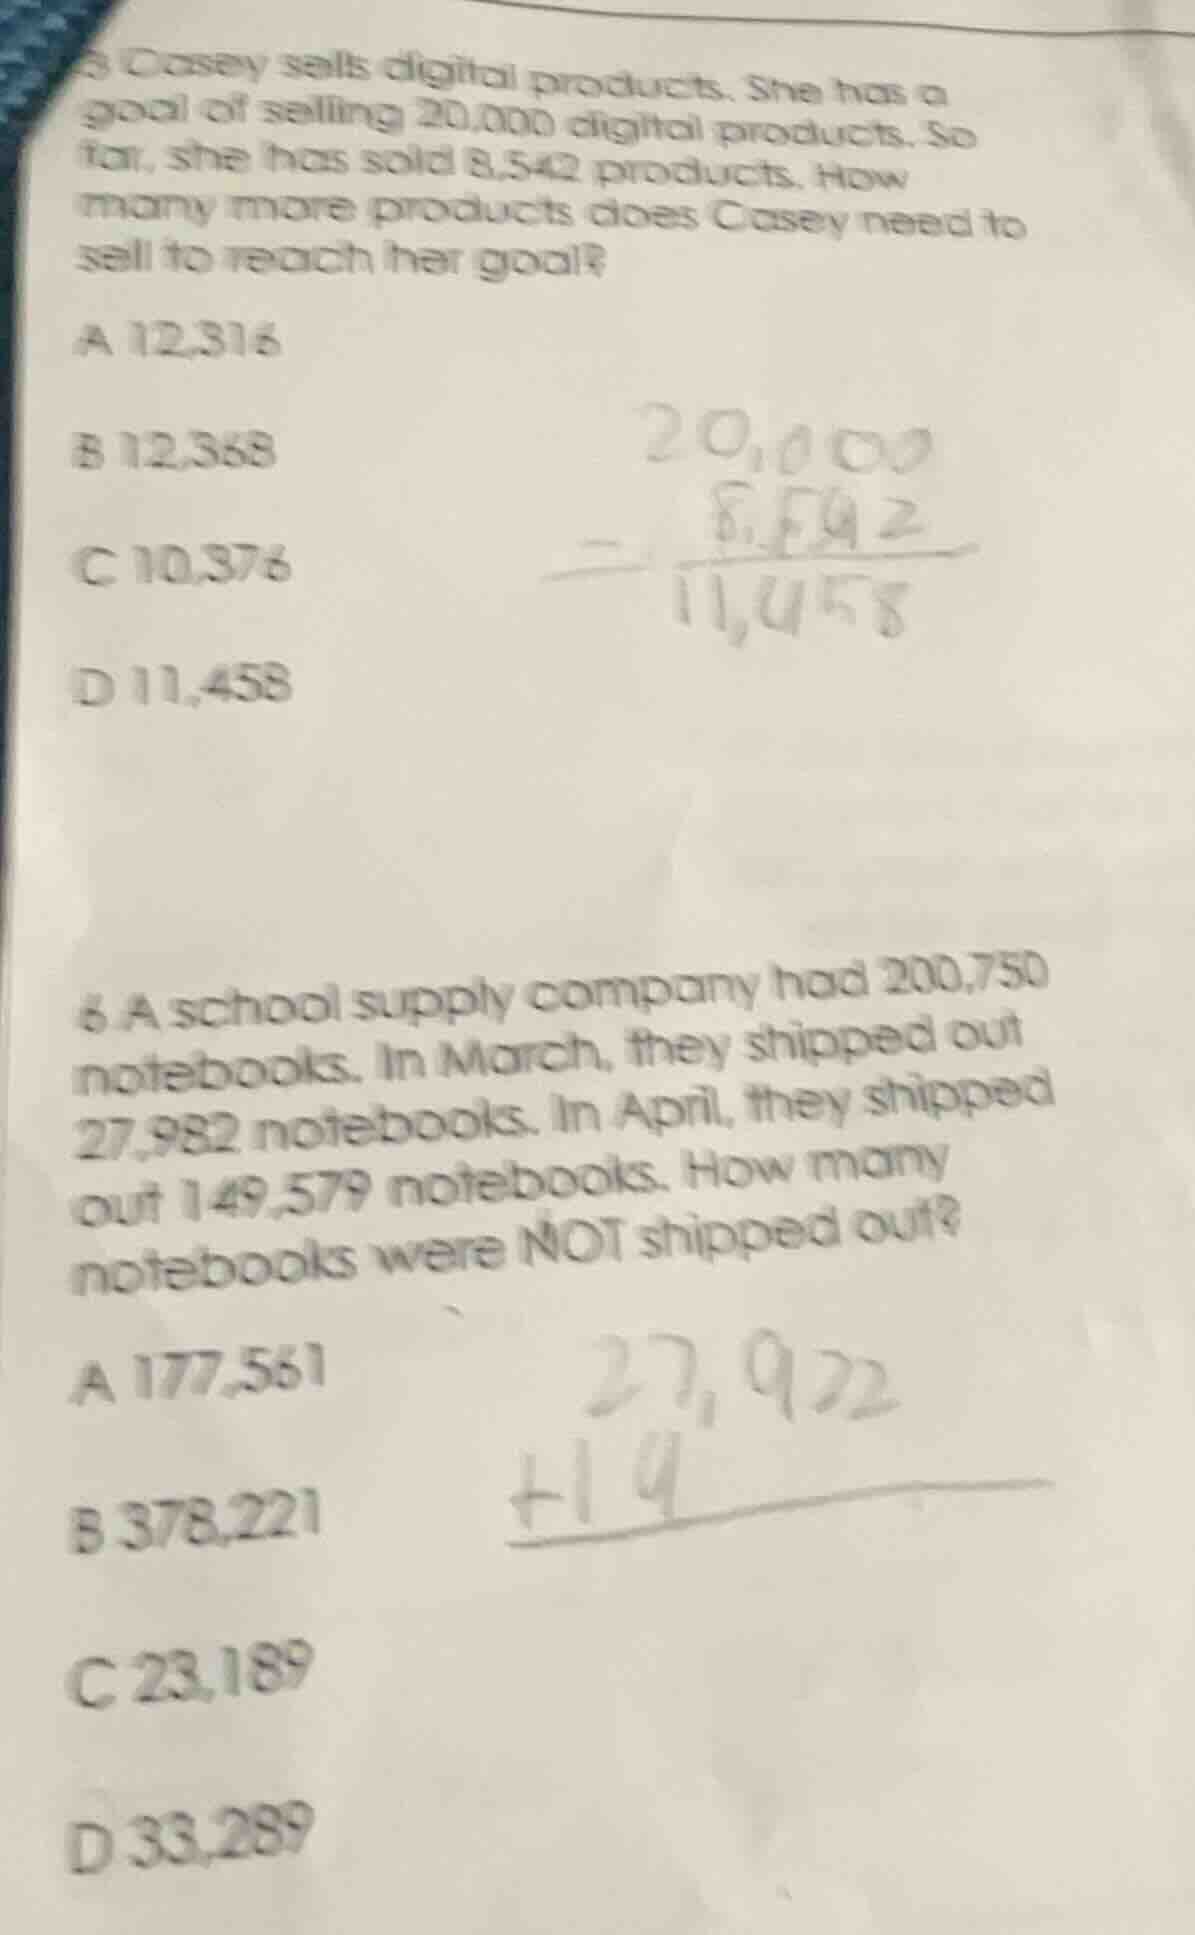 Casey sells digital products. She has a
goal of selling 20,000 digital products. So
far, she has sold 8,542 products. How
many more products does Casey need to
sell to reach her goal?
A 12,316
B 12,368
C 10,376
D 11,458
20,000
8,542
-
11,458
6 A school supply company had 200,750
notebooks. In March, they shipped out
27,982 notebooks. In April, they shipped
out 149,579 notebooks. How many
notebooks were NOT shipped out?
A 177,561
B 378,221
C 23,189
D 33,289
27,9
+14